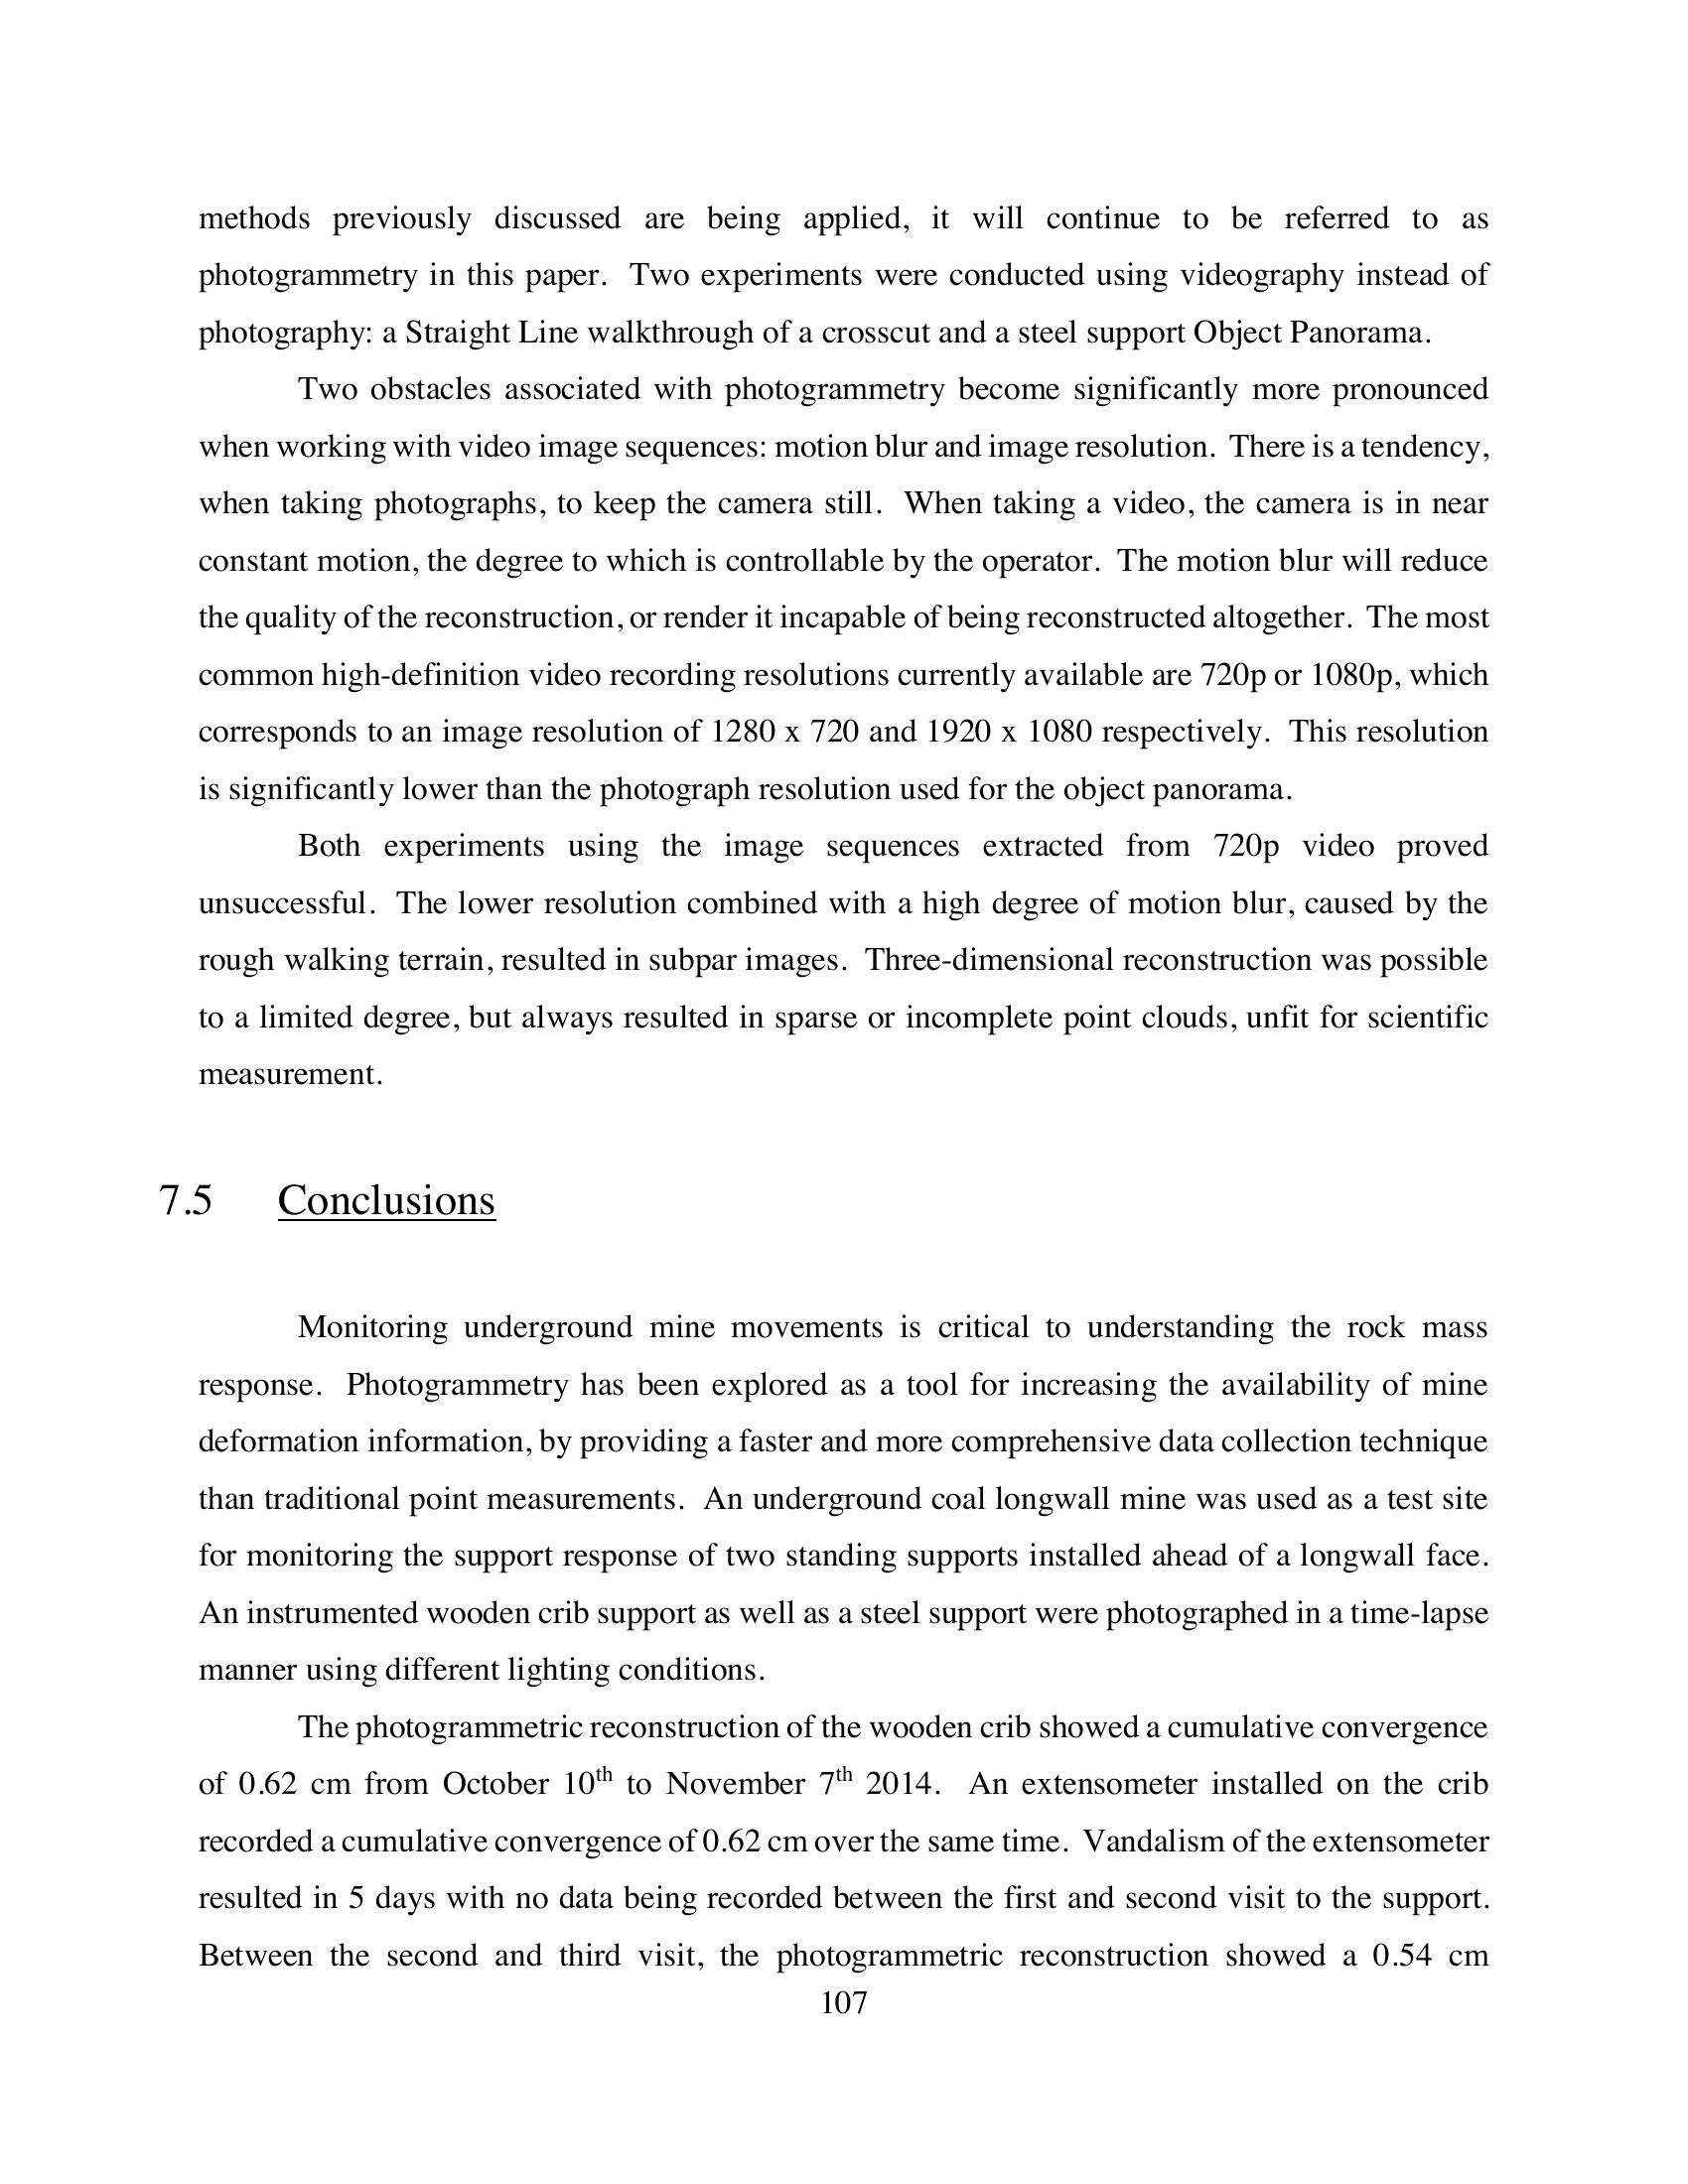 methods previously discussed are being applied, it will continue to be referred to as
photogrammetry in this paper. Two experiments were conducted using videography instead of
photography: a Straight Line walkthrough of a crosscut and a steel support Object Panorama.
Two obstacles associated with photogrammetry become significantly more pronounced
when working with video image sequences: motion blur and image resolution. There is a tendency,
when taking photographs, to keep the camera still. When taking a video, the camera is in near
constant motion, the degree to which is controllable by the operator. The motion blur will reduce
the quality of the reconstruction, or render it incapable of being reconstructed altogether. The most
common high-definition video recording resolutions currently available are 720p or 1080p, which
corresponds to an image resolution of 1280 x 720 and 1920 x 1080 respectively. This resolution
is significantly lower than the photograph resolution used for the object panorama.
Both experiments using the image sequences extracted from 720p video proved
unsuccessful. The lower resolution combined with a high degree of motion blur, caused by the
rough walking terrain, resulted in subpar images. Three-dimensional reconstruction was possible
to a limited degree, but always resulted in sparse or incomplete point clouds, unfit for scientific
measurement.
7.5 Conclusions
Monitoring underground mine movements is critical to understanding the rock mass
response. Photogrammetry has been explored as a tool for increasing the availability of mine
deformation information, by providing a faster and more comprehensive data collection technique
than traditional point measurements. An underground coal longwall mine was used as a test site
for monitoring the support response of two standing supports installed ahead of a longwall face.
An instrumented wooden crib support as well as a steel support were photographed in a time-lapse
manner using different lighting conditions.
The photogrammetric reconstruction of the wooden crib showed a cumulative convergence
of 0.62 cm from October 10th to November 7th 2014. An extensometer installed on the crib
recorded a cumulative convergence of 0.62 cm over the same time. Vandalism of the extensometer
resulted in 5 days with no data being recorded between the first and second visit to the support.
Between the second and third visit, the photogrammetric reconstruction showed a 0.54 cm
107